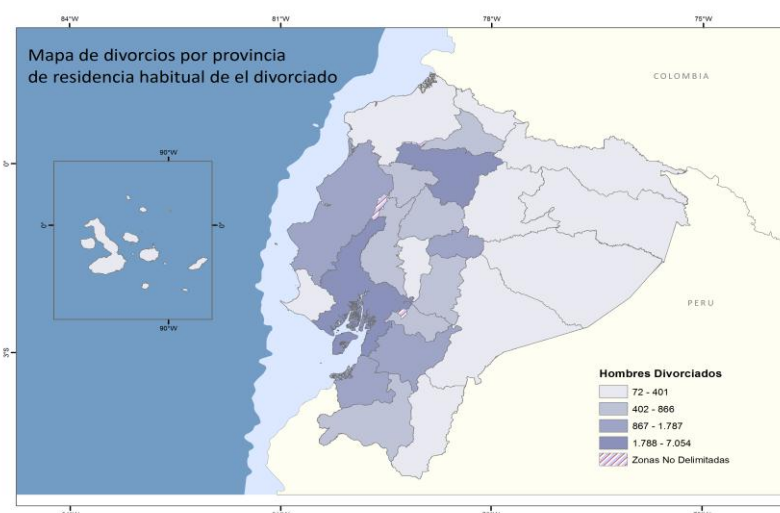 84°W
81°W
78°W
75°W
Mapa de divorcios por provincia
de residencia habitual de el divorciado
COLOMBIA
90°W
0°
0°
0°
90°W
PERU
3°S
Hombres Divorciados
72 - 401
402 - 866
867 - 1.787
1.788 - 7.054
Zonas No Delimitadas